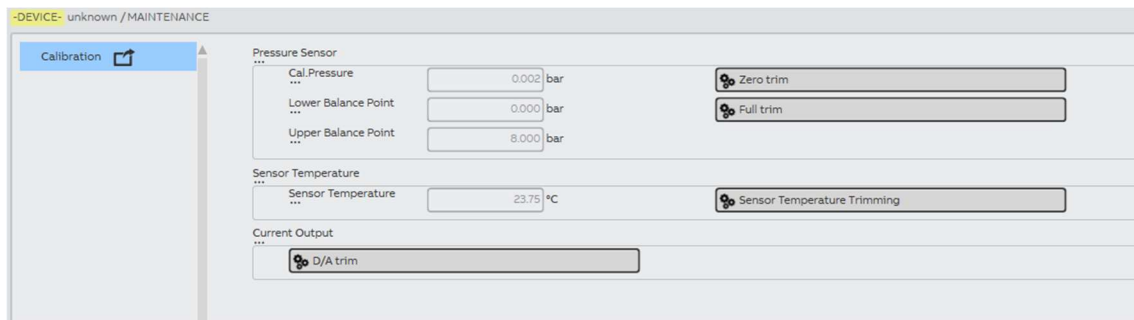 -DEVICE- unknown / MAINTENANCE
Calibration
Pressure Sensor
...
Cal.Pressure 0.002 bar Zero trim
...
Lower Balance Point 0.000 bar Full trim
...
Upper Balance Point 8.000 bar
...
Sensor Temperature
...
Sensor Temperature 23.75 °C Sensor Temperature Trimming
...
Current Output
...
D/A trim